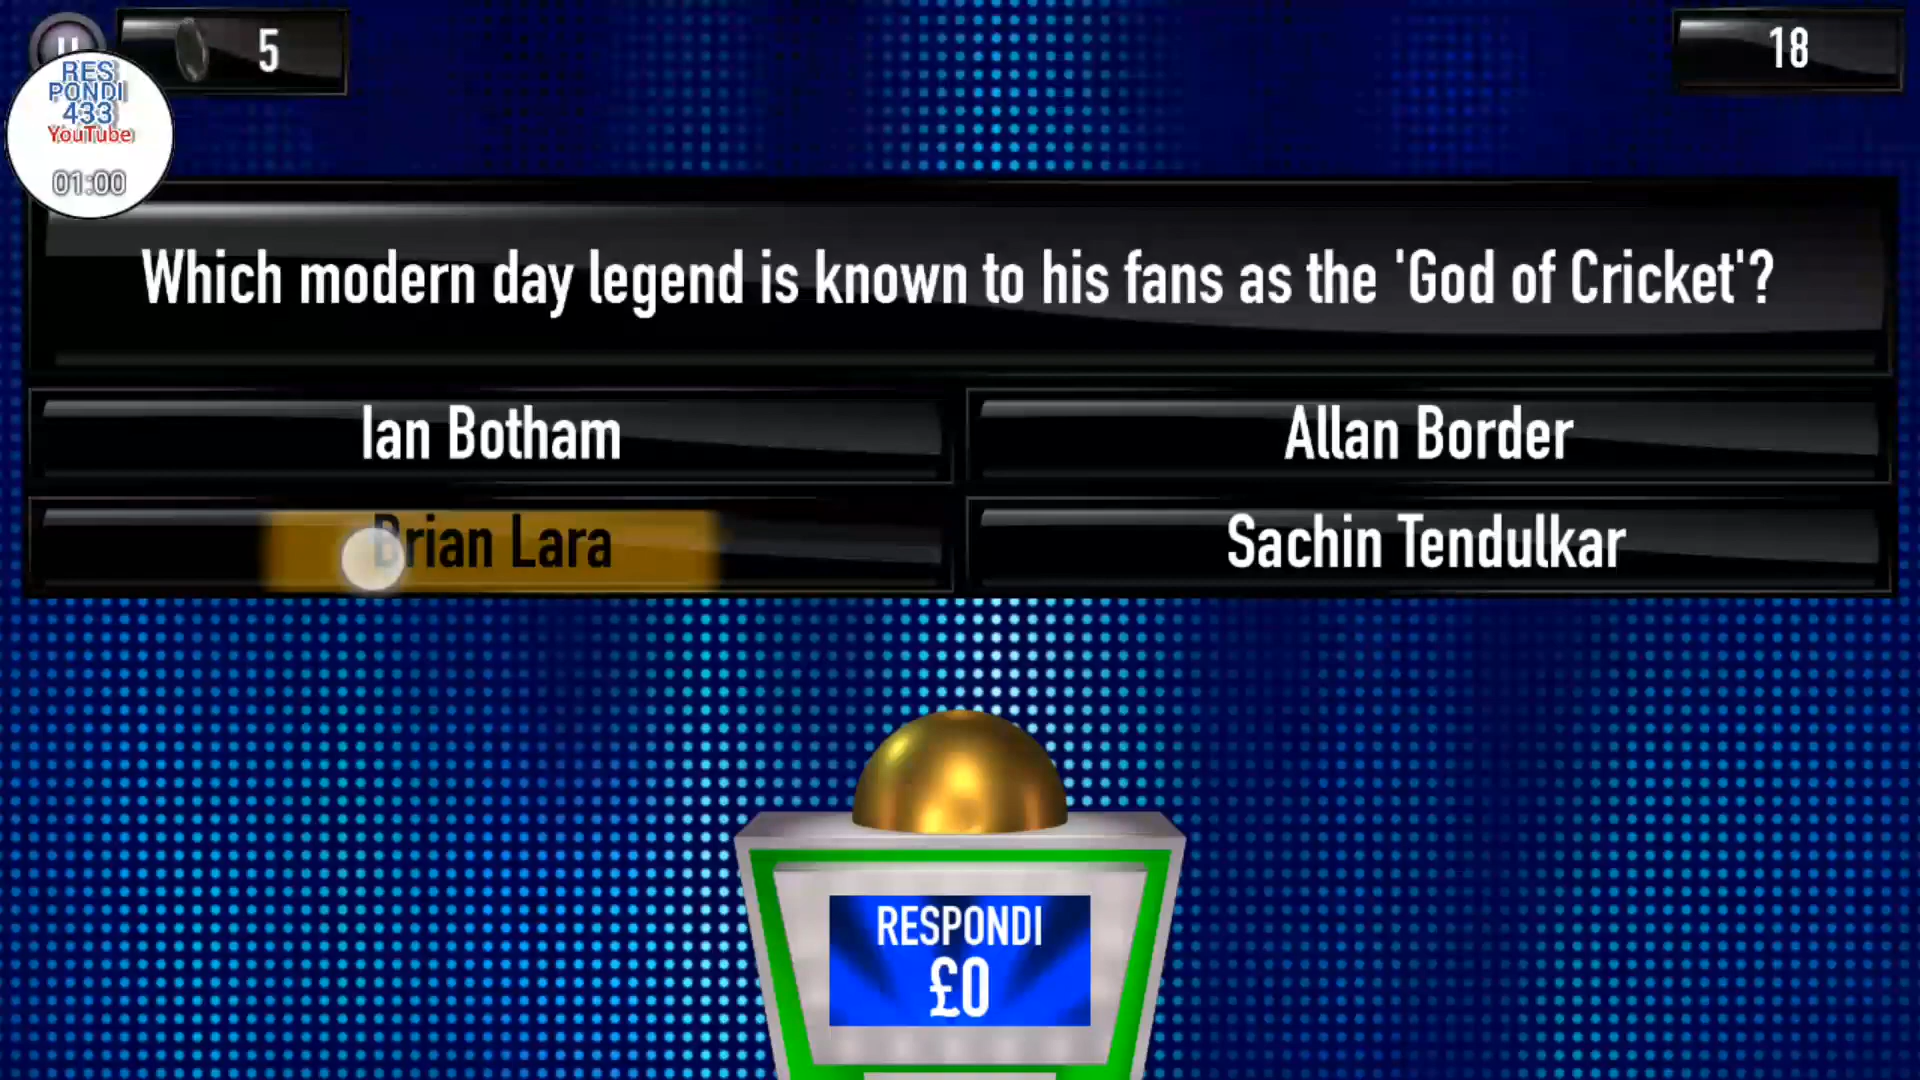 5
18
RES
PONDI
433
YouTube
01:00
Which modern day legend is known to his fans as the 'God of Cricket'?
Ian Botham
Allan Border
Brian Lara
Sachin Tendulkar
RESPONDI
£0